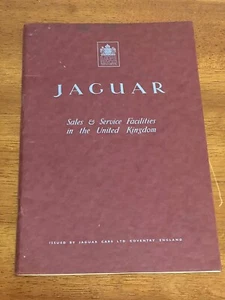 JAGUAR
Sales & Service Facilities
in the United Kingdom
ISSUED BY JAGUAR CARS LTD. COVENTRY. ENGLAND